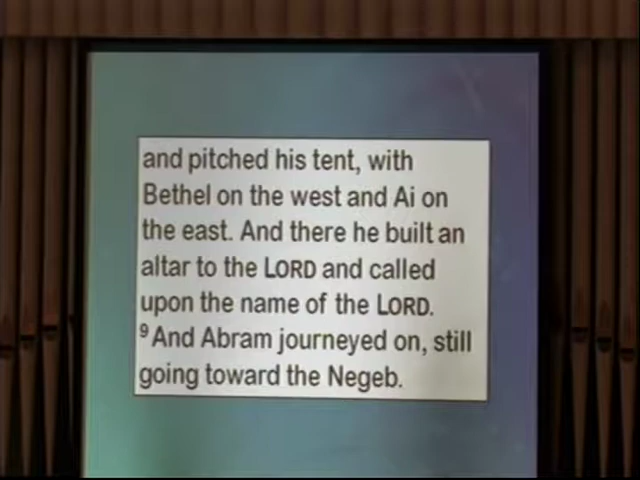 and pitched his tent, with
Bethel on the west and Ai on
the east. And there he built an
altar to the LORD and called
upon the name of the LORD.
9 And Abram journeyed on, still
going toward the Negeb.